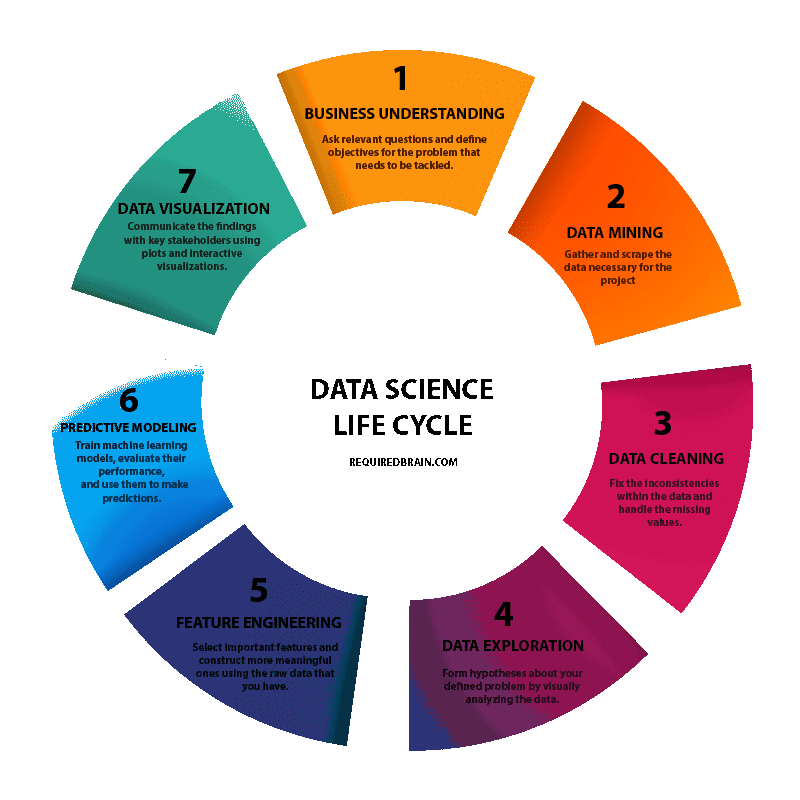 1
BUSINESS UNDERSTANDING
Ask relevant questions and define
objectives for the problem that
needs to be tackled.
2
DATA MINING
Gather and scrape the
data necessary for the
project
3
DATA CLEANING
Fix the inconsistencies
within the data and
handle the missing
values.
4
DATA EXPLORATION
Form hypotheses about your
defined problem by visually
analyzing the data.
5
FEATURE ENGINEERING
Select important features and
construct more meaningful
ones using the raw data that
you have.
6
PREDICTIVE MODELING
Train machine learning
models, evaluate their
performance,
and use them to make
predictions.
7
DATA VISUALIZATION
Communicate the findings
with key stakeholders using
plots and interactive
visualizations.
DATA SCIENCE
LIFE CYCLE
REQUIREDBRAIN.COM